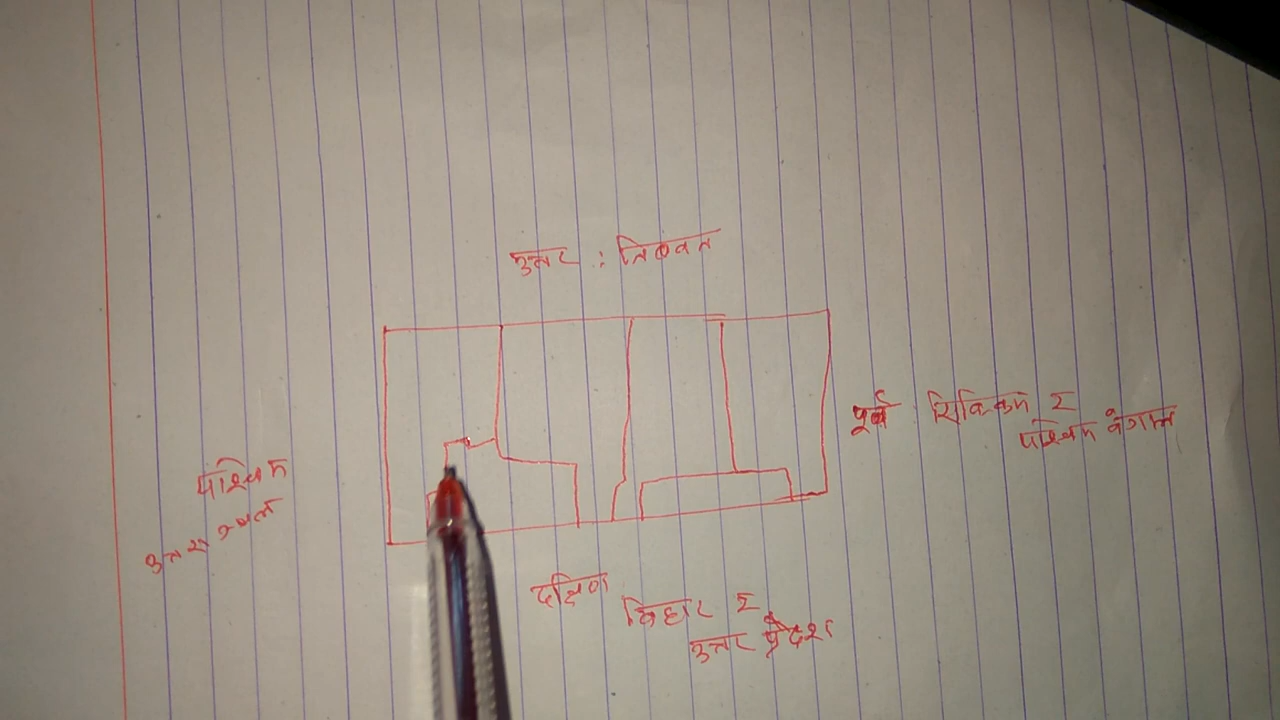 उत्तर : तिब्बत
पूर्व सिक्किम र
पश्चिम बंगाल
पश्चिम
दक्षिण
बिहार र
उत्तर प्रदेश